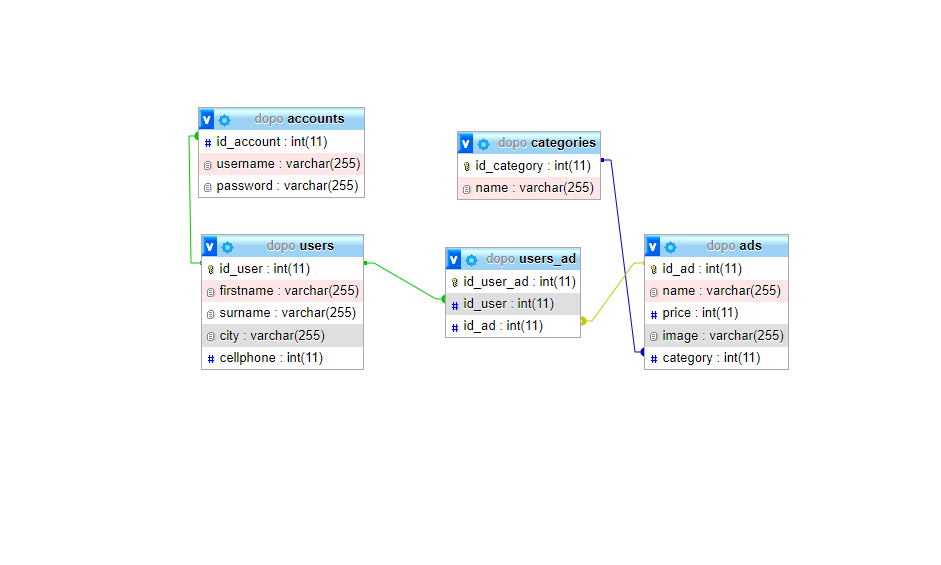 v dopo accounts
# id_account : int(11)
username : varchar(255)
password : varchar(255)
v dopo users
id_user : int(11)
firstname : varchar(255)
surname : varchar(255)
city : varchar(255)
# cellphone : int(11)
v dopo categories
id_category : int(11)
name : varchar(255)
v dopo users_ad
id_user_ad : int(11)
# id_user : int(11)
# id_ad : int(11)
v dopo ads
id_ad : int(11)
name : varchar(255)
# price : int(11)
image : varchar(255)
# category : int(11)